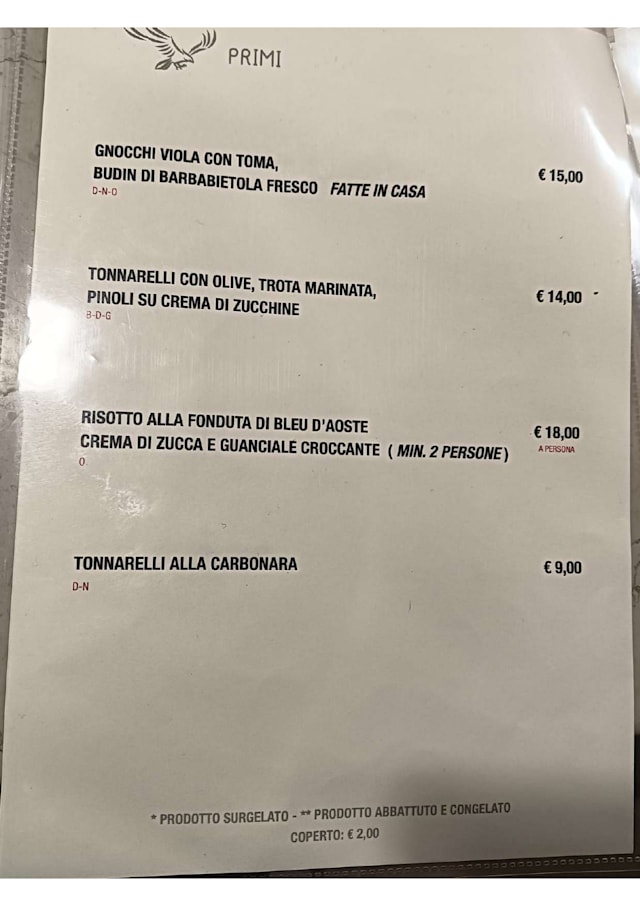 PRIMI
GNOCCHI VIOLA CON TOMA,
BUDIN DI BARBABIETOLA FRESCO FATTE IN CASA € 15,00
D-N-O
TONNARELLI CON OLIVE, TROTA MARINATA,
PINOLI SU CREMA DI ZUCCHINE € 14,00
B-D-G
RISOTTO ALLA FONDUTA DI BLEU D'AOSTE € 18,00
CREMA DI ZUCCA E GUANCIALE CROCCANTE ( MIN. 2 PERSONE ) A PERSONA
O
TONNARELLI ALLA CARBONARA € 9,00
D-N
* PRODOTTO SURGELATO - ** PRODOTTO ABBATTUTO E CONGELATO
COPERTO: € 2,00